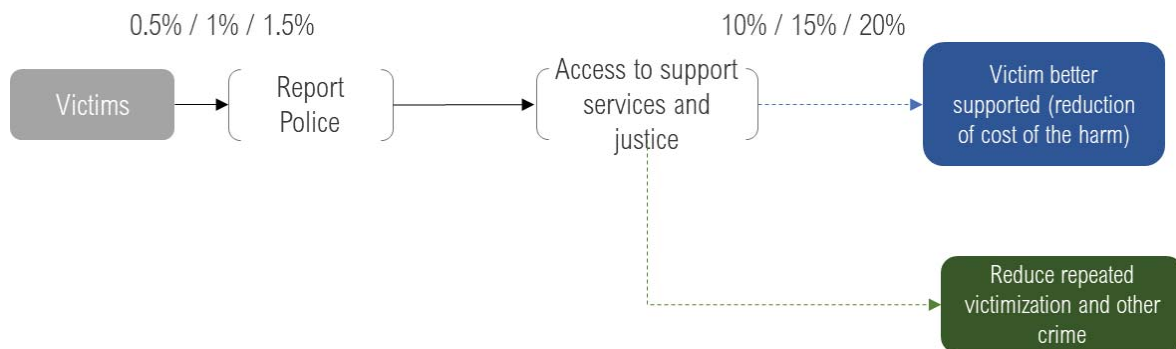 0.5% / 1% / 1.5%
10% / 15% / 20%
Victims
Report
Police
Access to support
services and
justice
Victim better
supported (reduction
of cost of the harm)
Reduce repeated
victimization and other
crime